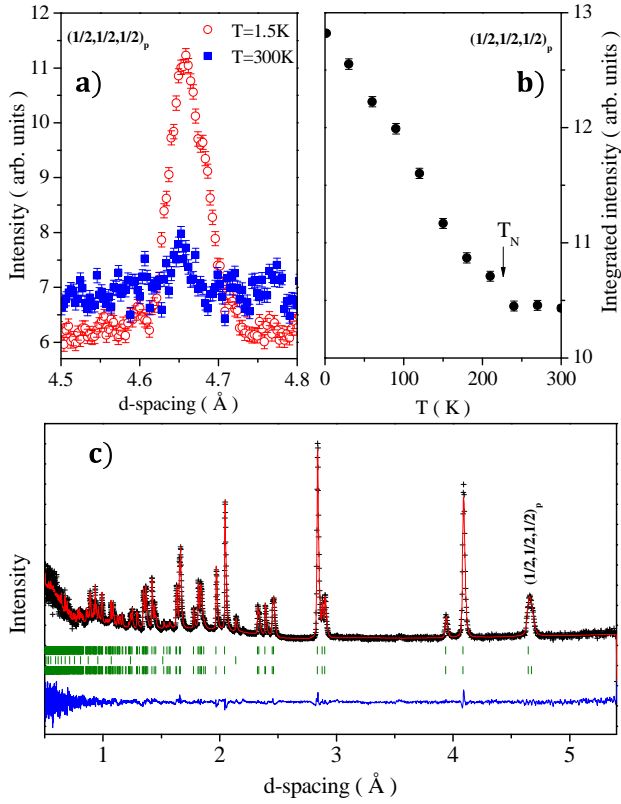 (1/2,1/2,1/2)p
T=1.5K
T=300K
a)
Intensity ( arb. units )
6
7
8
9
10
11
12
4.5 4.6 4.7 4.8
d-spacing ( Å )
(1/2,1/2,1/2)p
b)
TN
Integrated intensity ( arb. units )
10
11
12
13
0 100 200 300
T ( K )
c)
(1/2,1/2,1/2)p
Intensity
1 2 3 4 5
d-spacing ( Å )